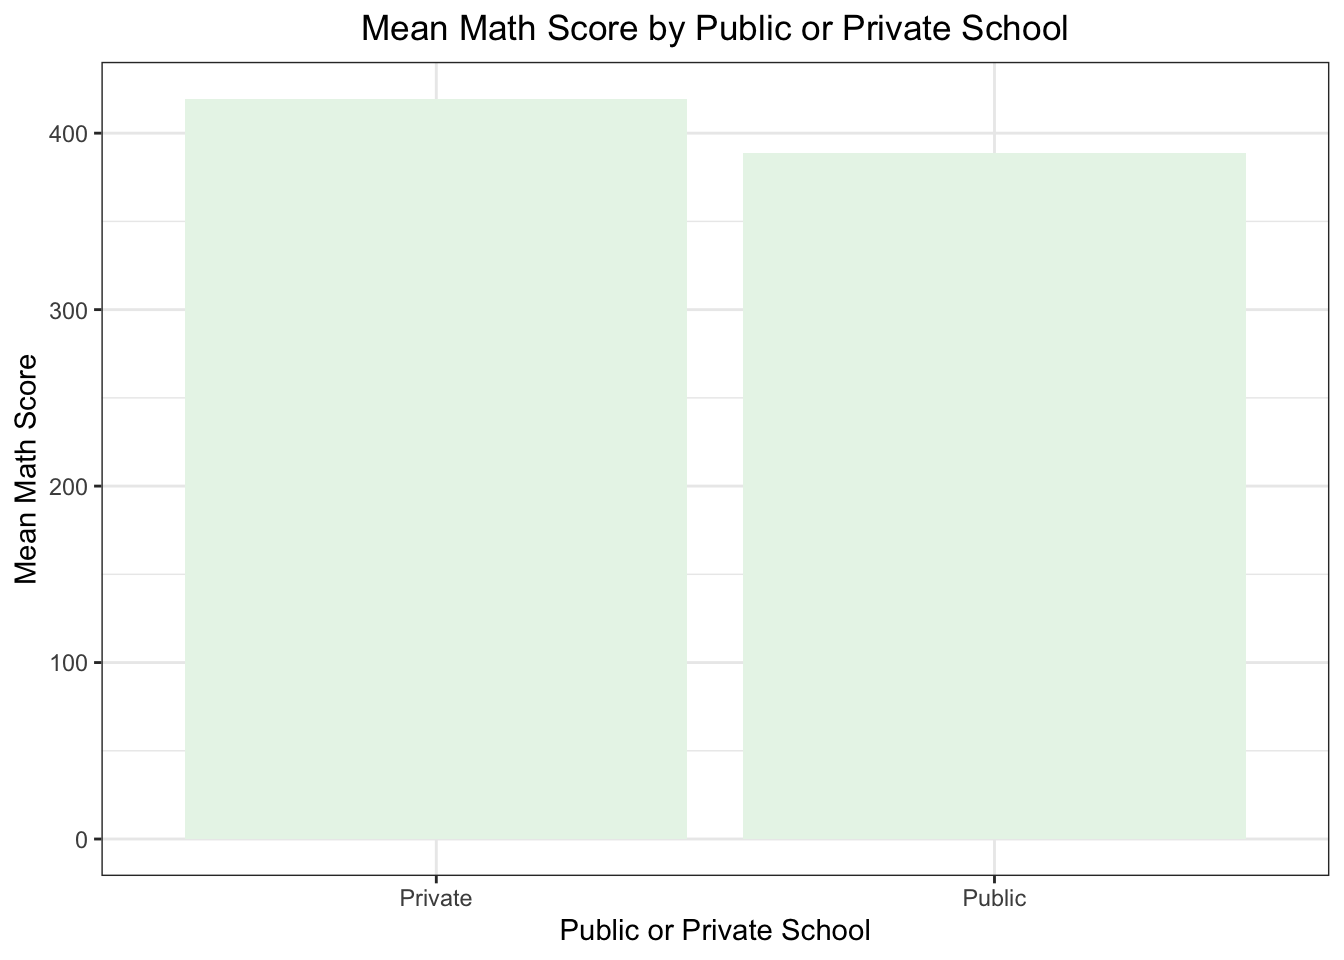 Mean Math Score by Public or Private School
Mean Math Score
400
300
200
100
0
Private
Public
Public or Private School